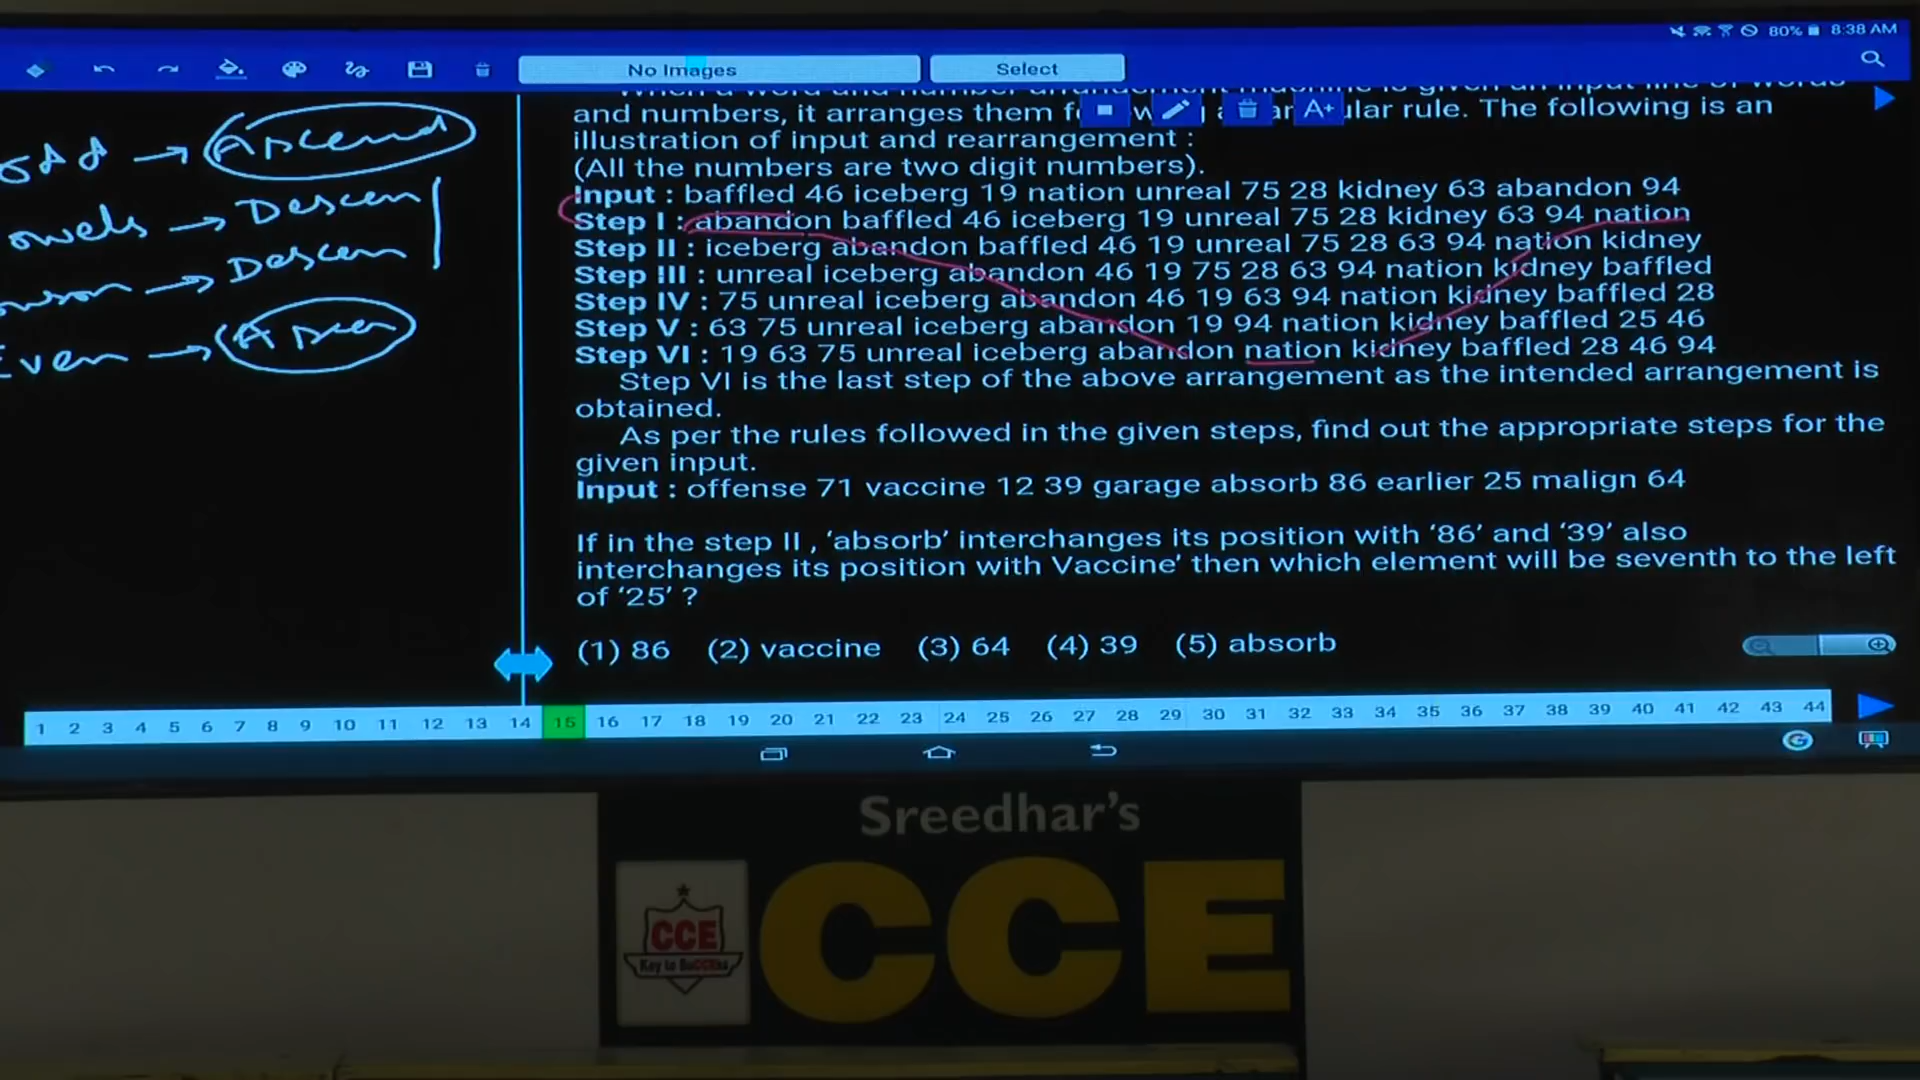 80% 8:38 AM
No Images Select
and numbers, it arranges them rule. The following is an
A+
illustration of input and rearrangement :
(All the numbers are two digit numbers).
Input : baffled 46 iceberg 19 nation unreal 75 28 kidney 63 abandon 94
Step I : abandon baffled 46 iceberg 19 unreal 75 28 kidney 63 94 nation
Step II : iceberg abandon baffled 46 19 unreal 75 28 63 94 nation kidney
Step III : unreal iceberg abandon 46 19 75 28 63 94 nation kidney baffled
Step IV : 75 unreal iceberg abandon 46 19 63 94 nation kidney baffled 28
Step V : 63 75 unreal iceberg abandon 19 94 nation kidney baffled 25 46
Step VI : 19 63 75 unreal iceberg abandon nation kidney baffled 28 46 94
Step VI is the last step of the above arrangement as the intended arrangement is
obtained.
As per the rules followed in the given steps, find out the appropriate steps for the
given input.
Input : offense 71 vaccine 12 39 garage absorb 86 earlier 25 malign 64
If in the step II , ‘absorb’ interchanges its position with ‘86’ and ‘39’ also
interchanges its position with Vaccine’ then which element will be seventh to the left
of ‘25’ ?
(1) 86 (2) vaccine (3) 64 (4) 39 (5) absorb
odd → Ascend
owels → Descen
→ Descen
Even → Ascen
1 2 3 4 5 6 7 8 9 10 11 12 13 14 15 16 17 18 19 20 21 22 23 24 25 26 27 28 29 30 31 32 33 34 35 36 37 38 39 40 41 42 43 44
G
Sreedhar’s
CCE
CCE
Key to SuCCEss